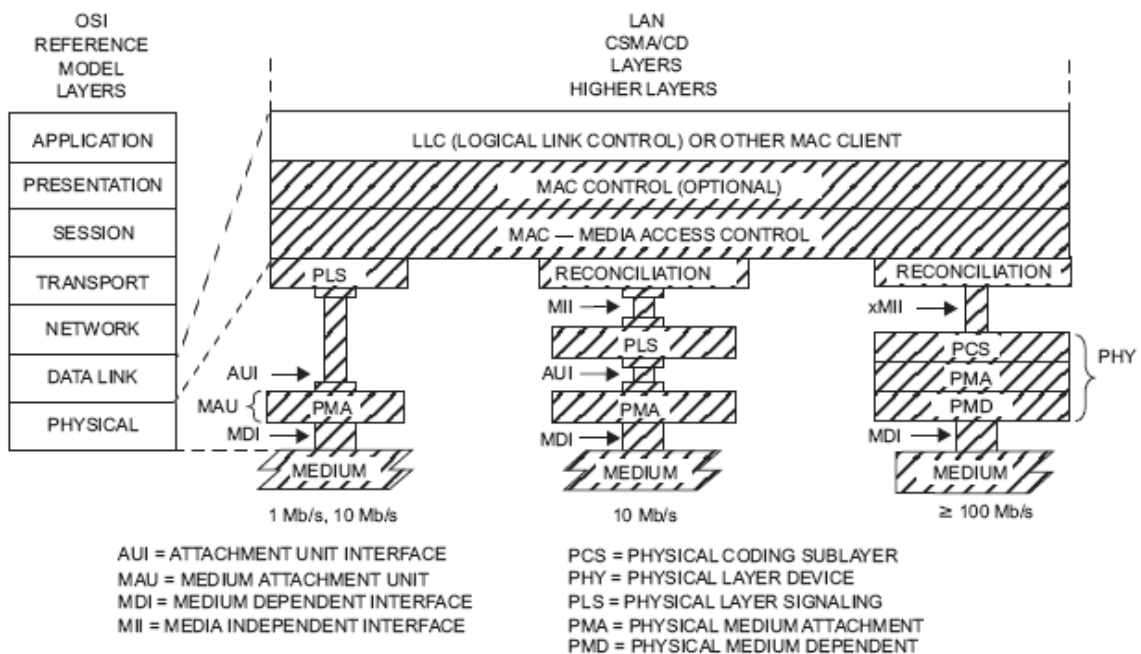 OSI
REFERENCE
MODEL
LAYERS
LAN
CSMA/CD
LAYERS
HIGHER LAYERS
APPLICATION
PRESENTATION
SESSION
TRANSPORT
NETWORK
DATA LINK
PHYSICAL
LLC (LOGICAL LINK CONTROL) OR OTHER MAC CLIENT
MAC CONTROL (OPTIONAL)
MAC — MEDIA ACCESS CONTROL
PLS
AUI
MAU
PMA
MDI
MEDIUM
1 Mb/s, 10 Mb/s
RECONCILIATION
MII
PLS
AUI
PMA
MDI
MEDIUM
10 Mb/s
RECONCILIATION
xMII
PCS
PMA
PMD
PHY
MDI
MEDIUM
≥ 100 Mb/s
AUI = ATTACHMENT UNIT INTERFACE
MAU = MEDIUM ATTACHMENT UNIT
MDI = MEDIUM DEPENDENT INTERFACE
MII = MEDIA INDEPENDENT INTERFACE
PCS = PHYSICAL CODING SUBLAYER
PHY = PHYSICAL LAYER DEVICE
PLS = PHYSICAL LAYER SIGNALING
PMA = PHYSICAL MEDIUM ATTACHMENT
PMD = PHYSICAL MEDIUM DEPENDENT